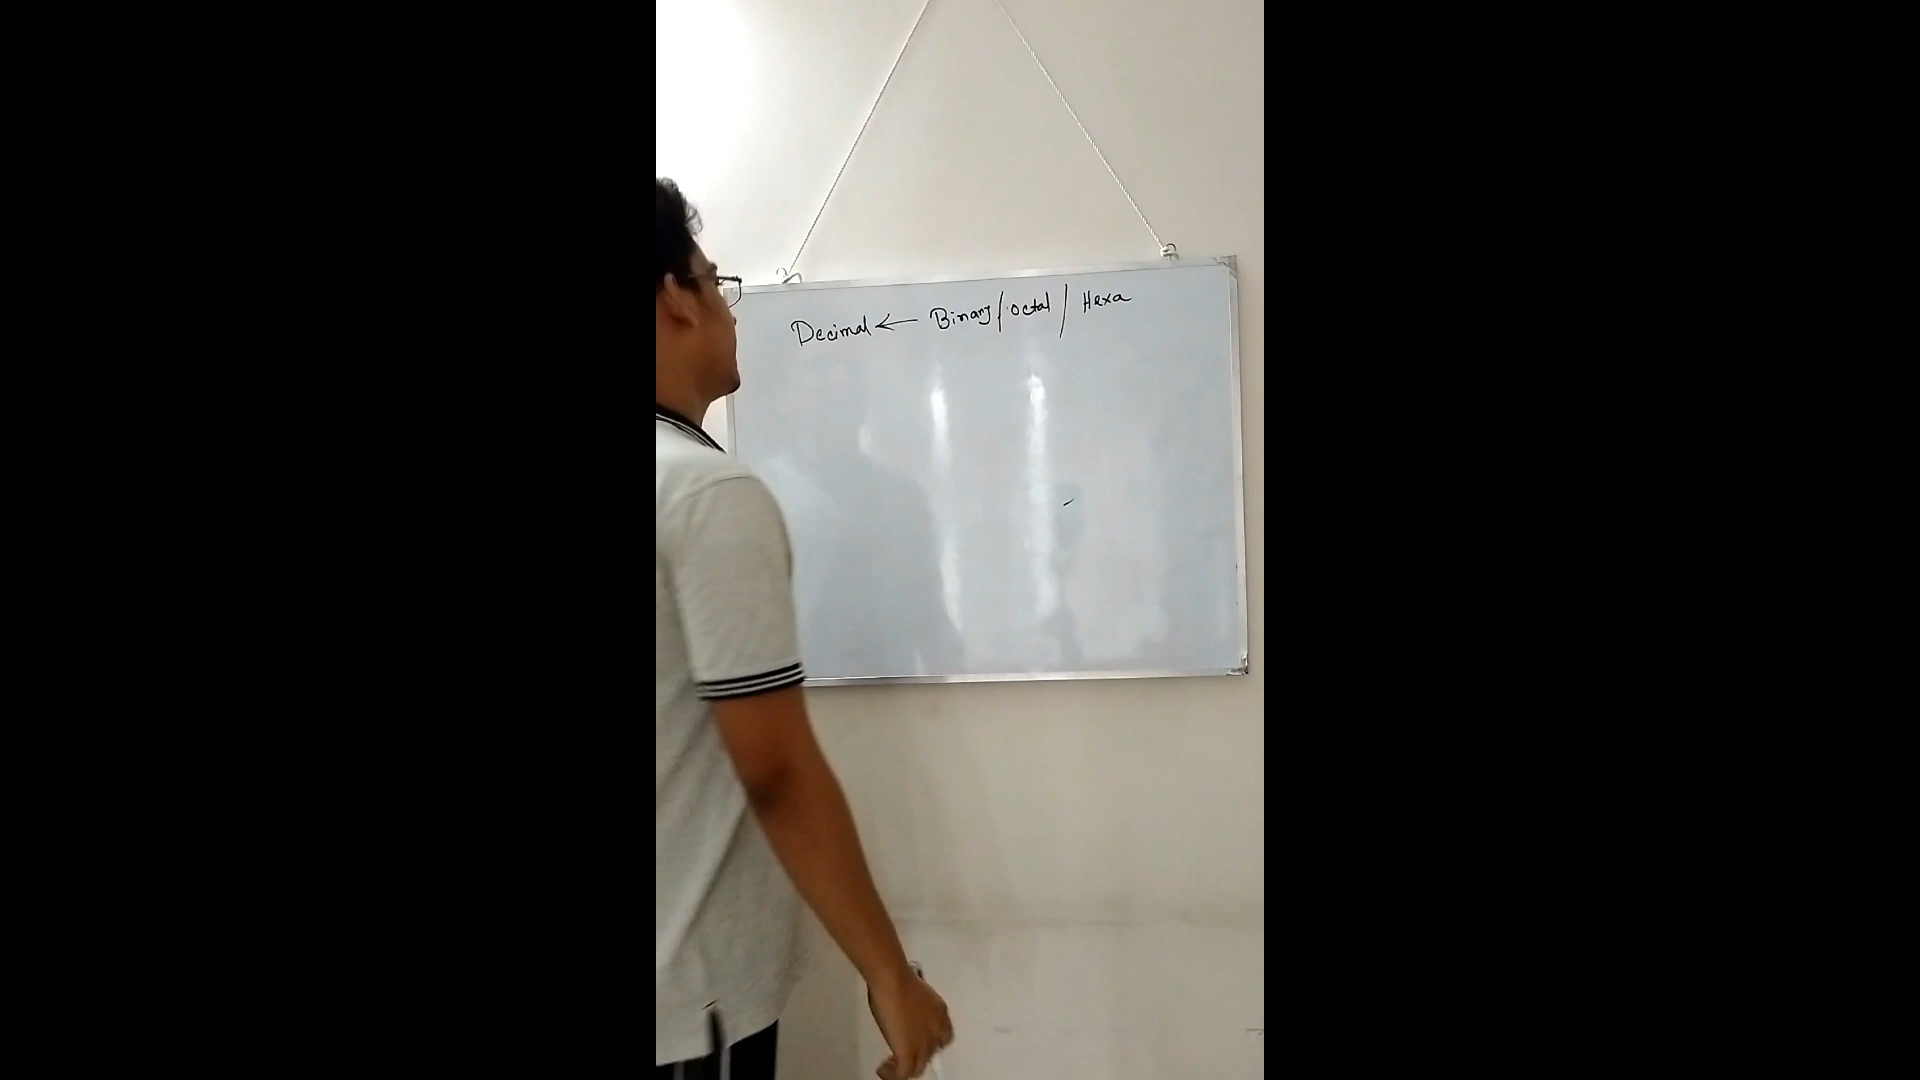 Decimal ← Binary / Octal / Hexa